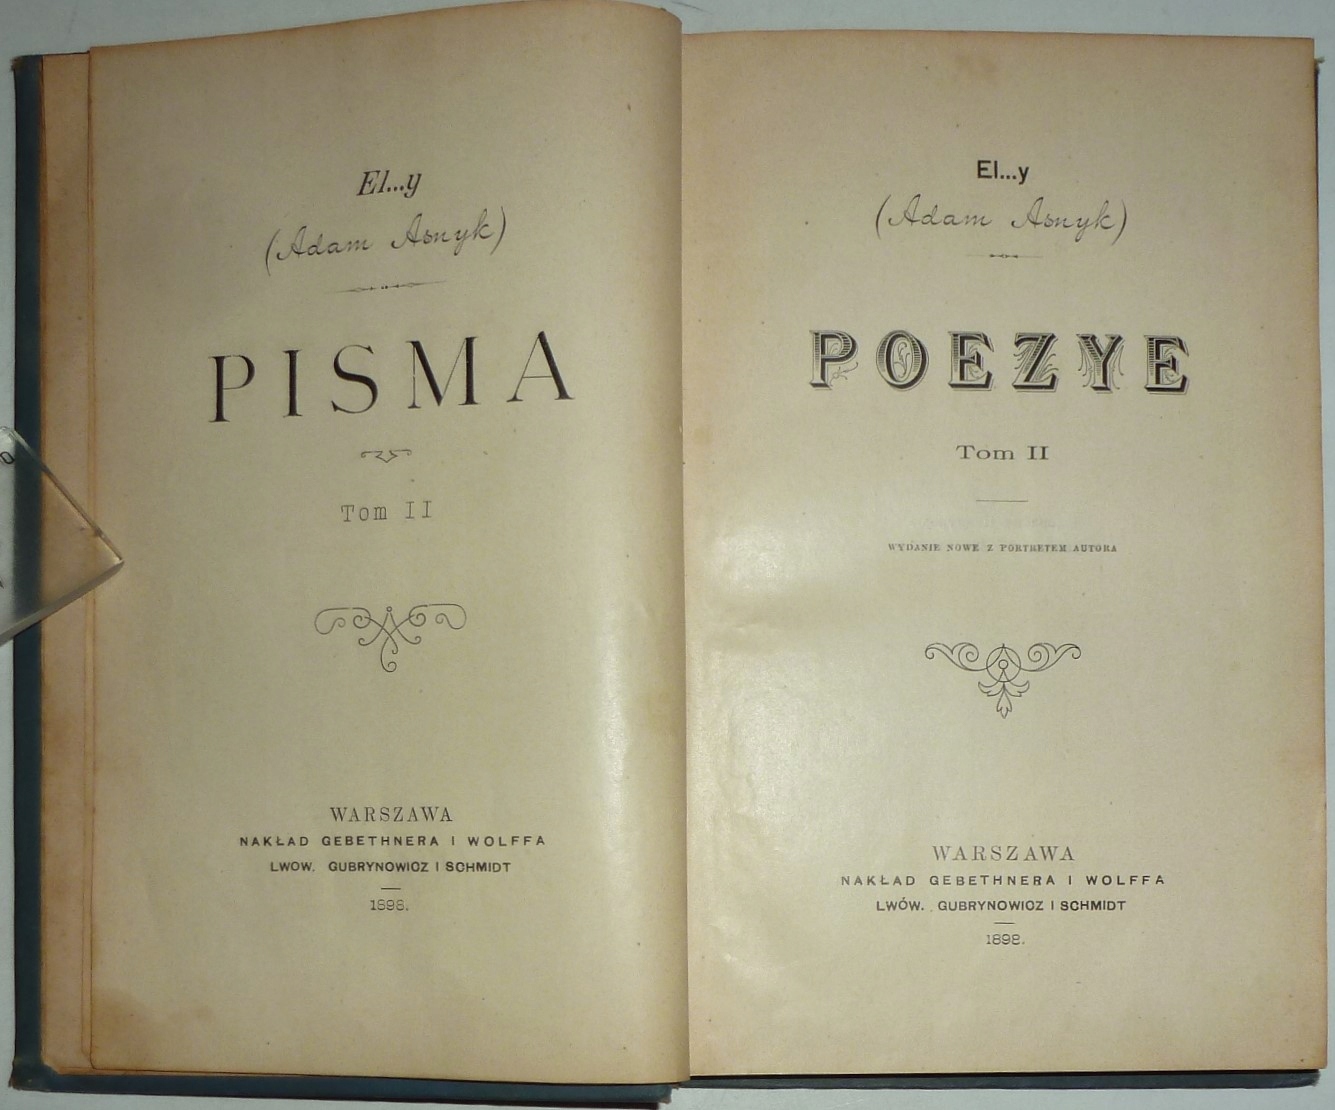 El...y
(Adam Asnyk)
PISMA
Tom II
WARSZAWA
NAKŁAD GEBETHNERA I WOLFFA
LWOW. GUBRYNOWICZ I SCHMIDT
1898.
El...y
(Adam Asnyk)
POEZYE
Tom II
WYDANIE NOWE Z PORTRETEM AUTORA
WARSZAWA
NAKŁAD GEBETHNERA I WOLFFA
LWÓW. GUBRYNOWICZ I SCHMIDT
1898.